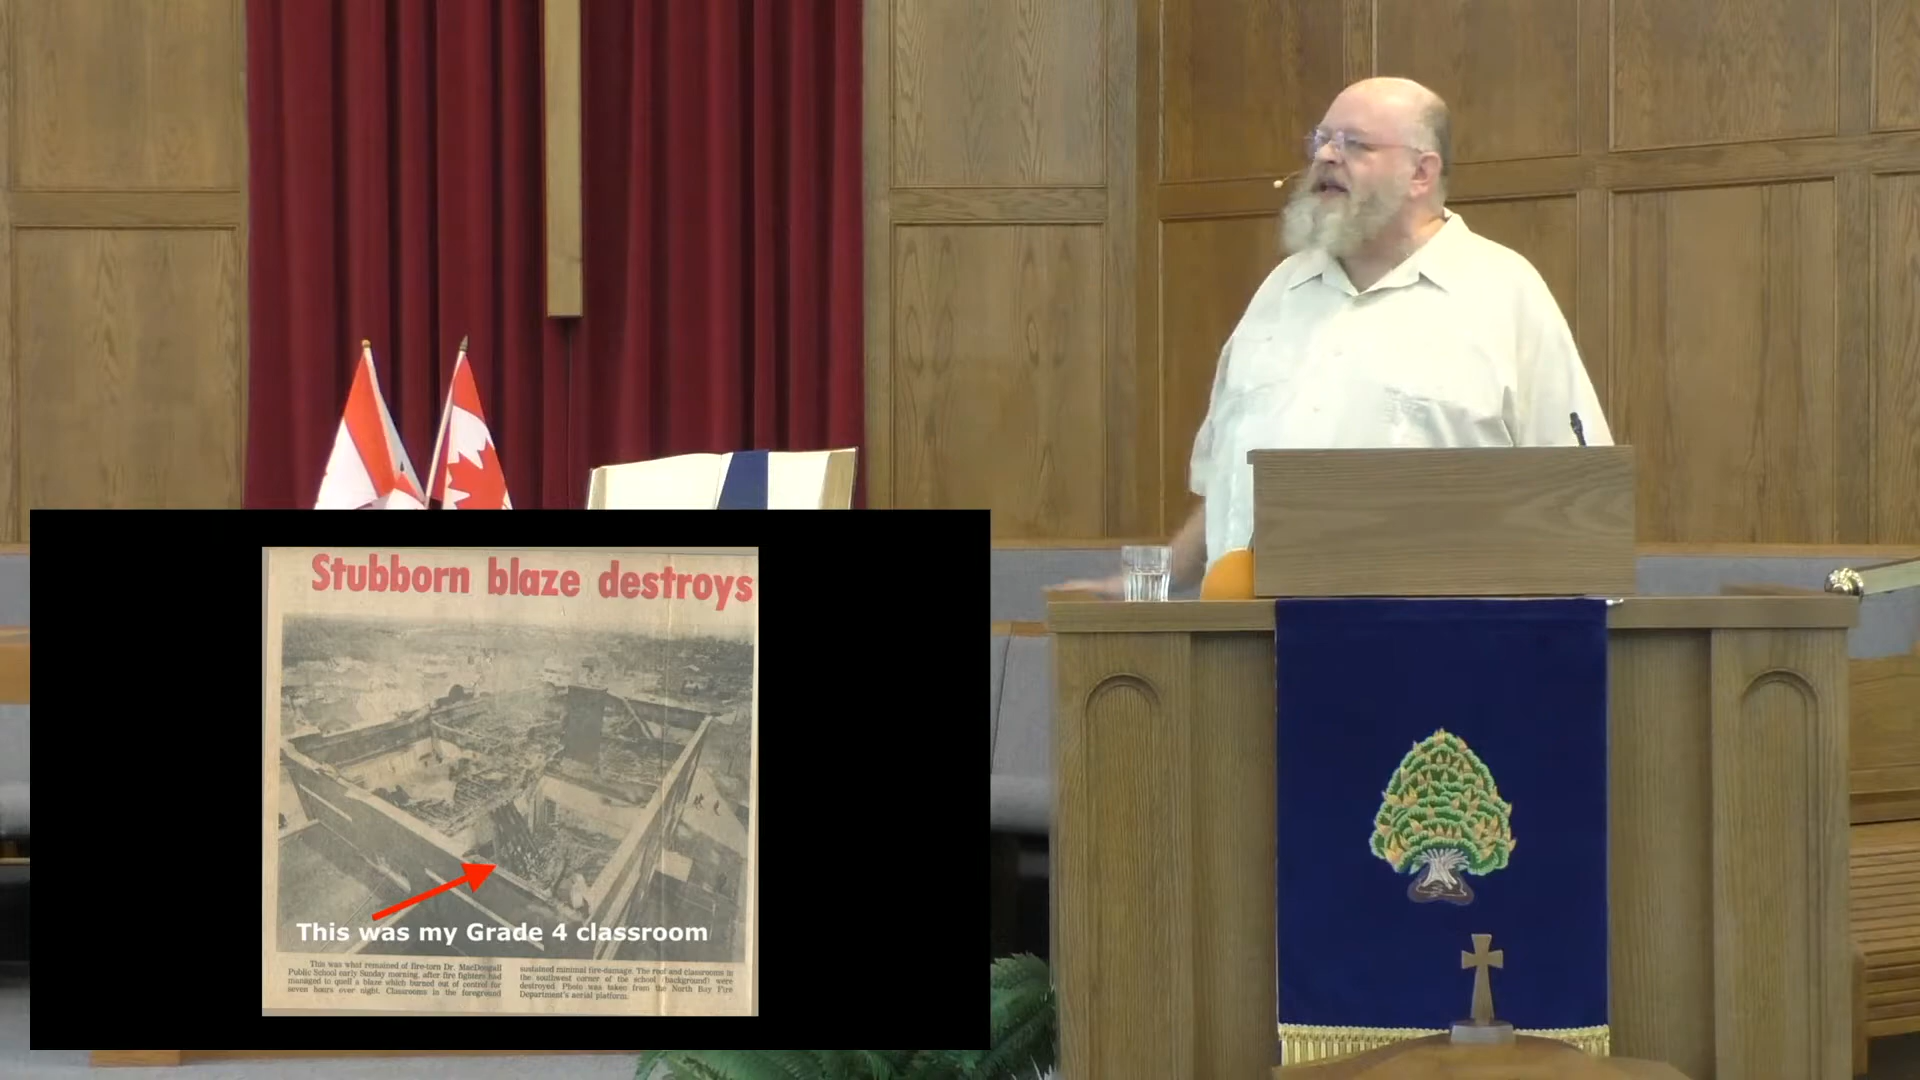 Stubborn blaze destroys
This was my Grade 4 classroom
This was what remained of fire-torn Dr. MacDougall
Public School early Sunday morning, after fire fighters had
managed to quell a blaze which burned out of control for
seven hours over night. Classrooms in the foreground
sustained minimal fire-damage. The roof and classrooms in
the southwest corner of the school (background) were
destroyed. Photo was taken from the North Bay Fire
Department's aerial platform.